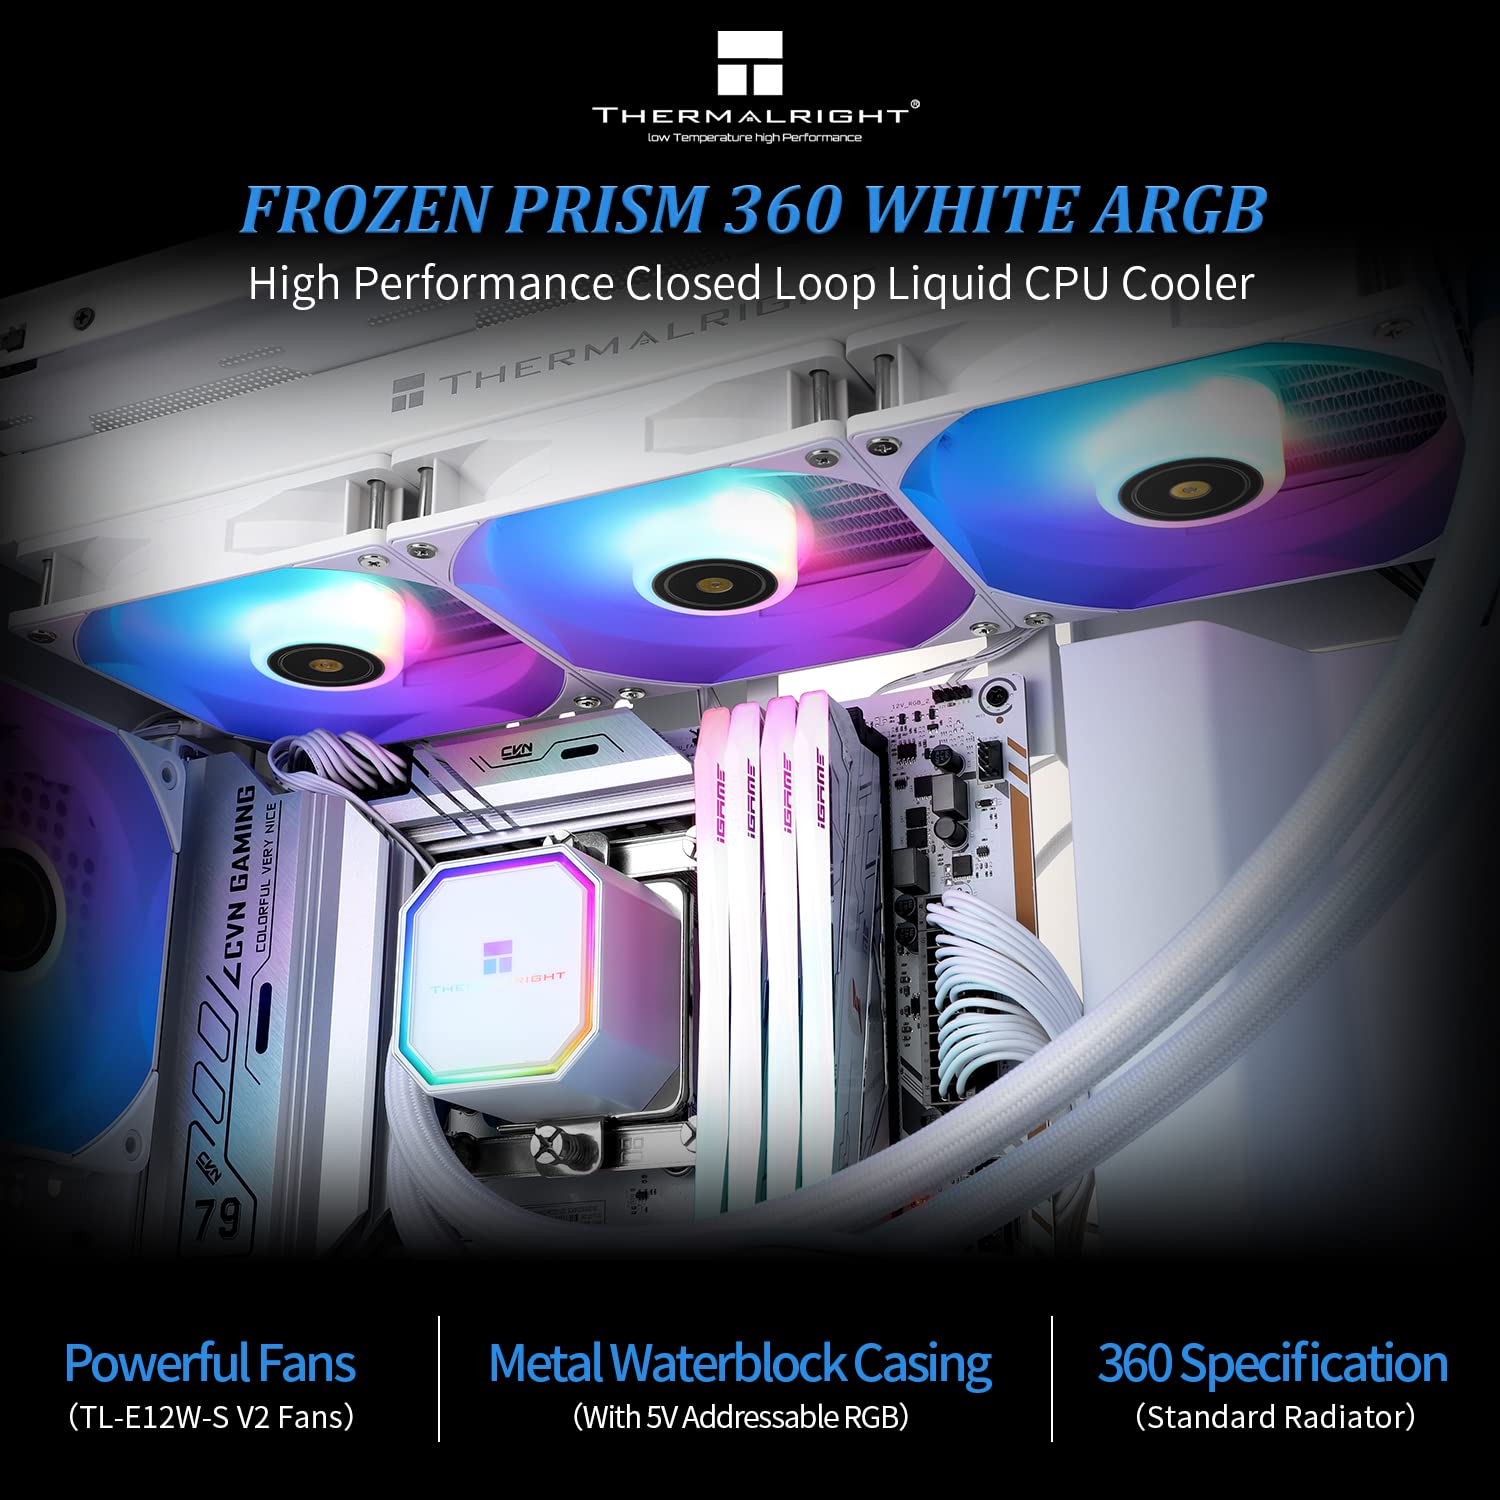 THERMALRIGHT®
low Temperature high Performance
FROZEN PRISM 360 WHITE ARGB
High Performance Closed Loop Liquid CPU Cooler
THERMALRIGHT
CVN
12V_RGB_2
iGAME
iGAME
iGAME
iGAME
CVN GAMING
COLORFUL VERY NICE
THERMALRIGHT
CVN
79
Powerful Fans
(TL-E12W-S V2 Fans)
Metal Waterblock Casing
(With 5V Addressable RGB)
360 Specification
(Standard Radiator)